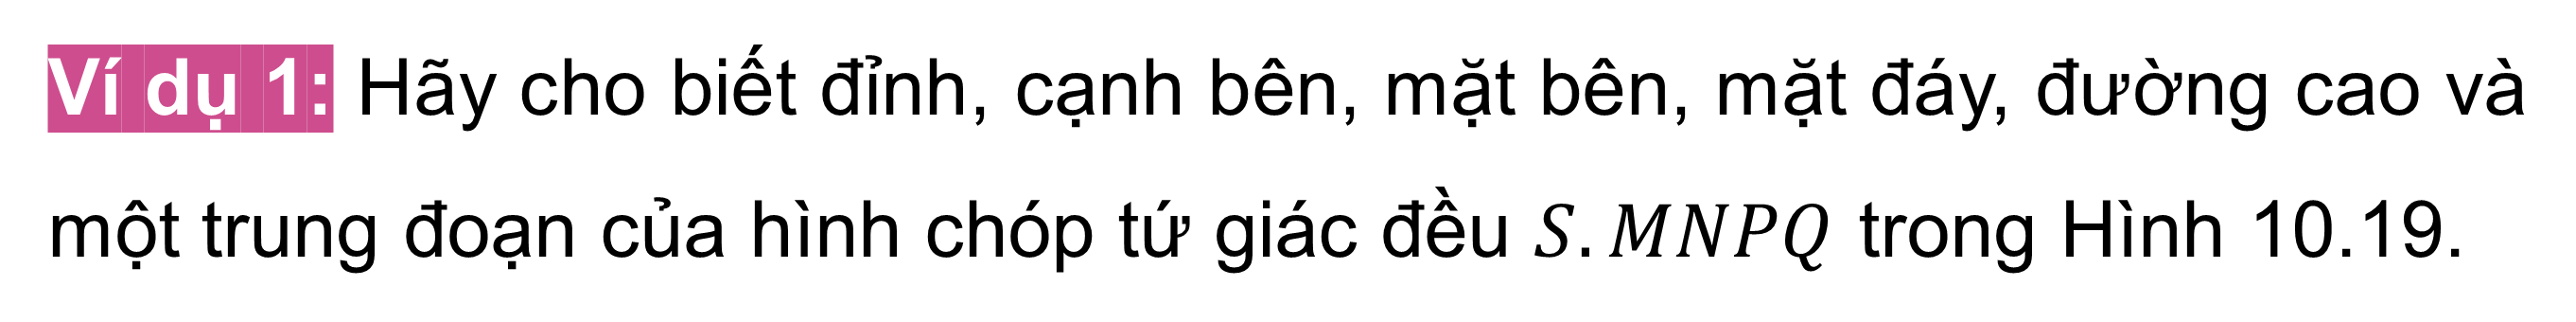 Ví dụ 1: Hãy cho biết đỉnh, cạnh bên, mặt bên, mặt đáy, đường cao và
một trung đoạn của hình chóp tứ giác đều S.MNPQ trong Hình 10.19.